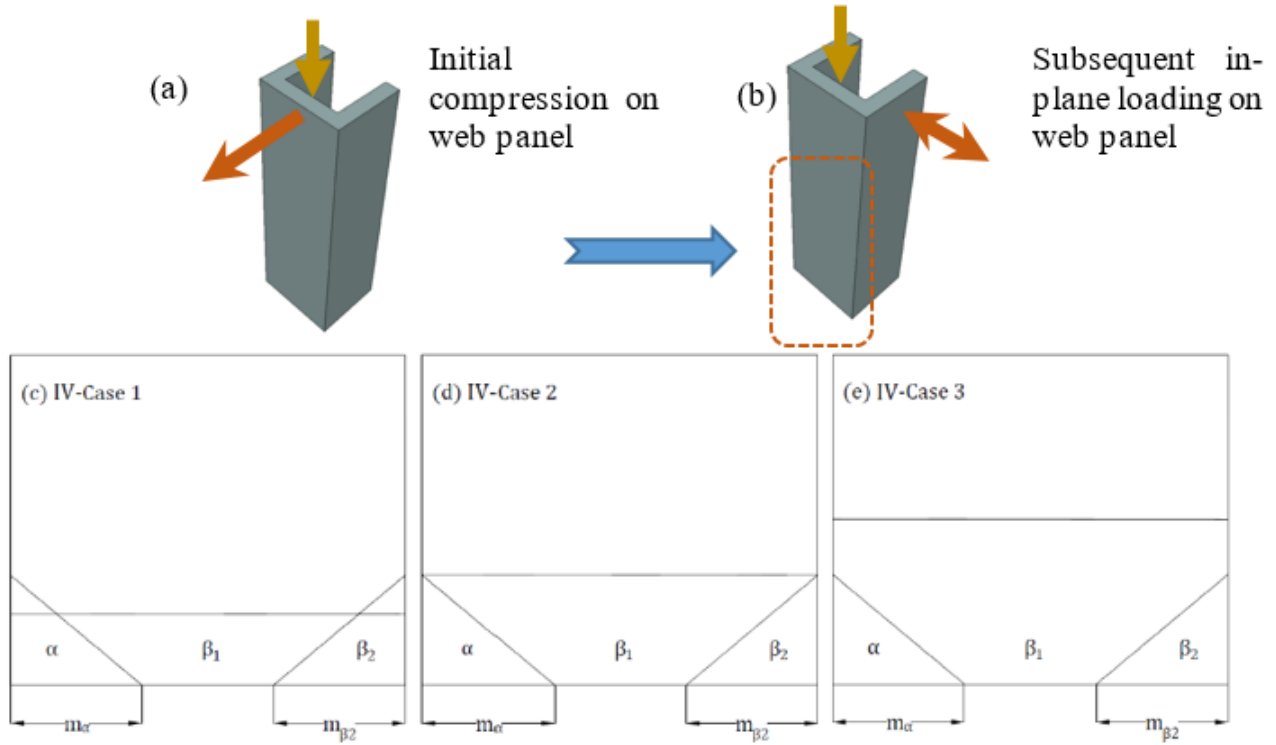 (a)
Initial
compression on
web panel
(b)
Subsequent in-
plane loading on
web panel
(c) IV-Case 1
α
β1
β2
mα
mβ2
(d) IV-Case 2
α
β1
β2
mα
mβ2
(e) IV-Case 3
α
β1
β2
mα
mβ2